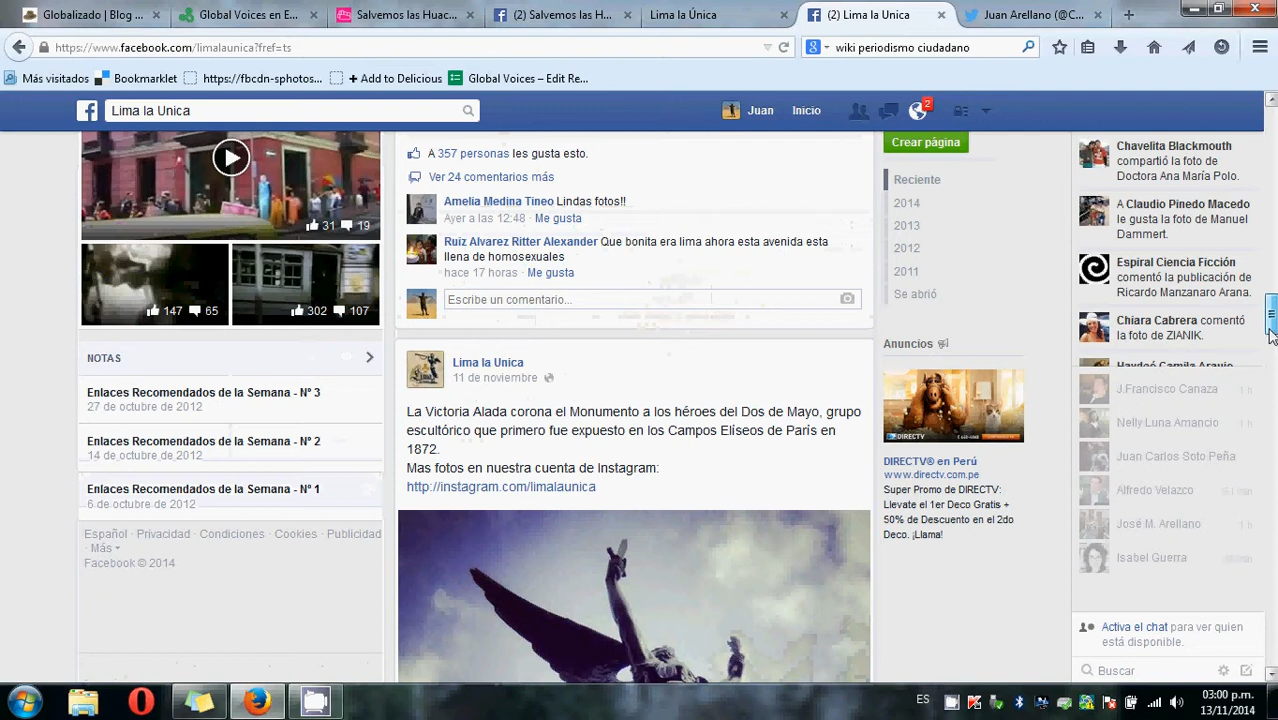 Globalizado | Blog ...
Global Voices en E...
Salvemos las Huac...
(2) Salvemos las H...
Lima la Única
(2) Lima la Unica
Juan Arellano (@C...
https://www.facebook.com/limalaunica?fref=ts
wiki periodismo ciudadano
Más visitados
Bookmarklet
https://fbcdn-sphotos...
+ Add to Delicious
Global Voices – Edit Re...
Lima la Unica
Juan
Inicio
2
31 19
147 65
302 107
NOTAS
Enlaces Recomendados de la Semana - Nº 3
27 de octubre de 2012
Enlaces Recomendados de la Semana - Nº 2
14 de octubre de 2012
Enlaces Recomendados de la Semana - Nº 1
6 de octubre de 2012
Español · Privacidad · Condiciones · Cookies · Publicidad
· Más
Facebook © 2014
A 357 personas les gusta esto.
Ver 24 comentarios más
Amelia Medina Tineo Lindas fotos!!
Ayer a las 12:48 · Me gusta
Ruiz Alvarez Ritter Alexander Que bonita era lima ahora esta avenida esta
llena de homosexuales
hace 17 horas · Me gusta
Escribe un comentario...
Lima la Unica
11 de noviembre
La Victoria Alada corona el Monumento a los héroes del Dos de Mayo, grupo
escultórico que primero fue expuesto en los Campos Elíseos de París en
1872.
Mas fotos en nuestra cuenta de Instagram:
http://instagram.com/limalaunica
Crear página
Reciente
2014
2013
2012
2011
Se abrió
Anuncios
DIRECTV
DIRECTV® en Perú
www.directv.com.pe
Super Promo de DIRECTV:
Llevate el 1er Deco Gratis +
50% de Descuento en el 2do
Deco. ¡Llama!
Chavelita Blackmouth
compartió la foto de
Doctora Ana María Polo.
A Claudio Pinedo Macedo
le gusta la foto de Manuel
Dammert.
Espiral Ciencia Ficción
comentó la publicación de
Ricardo Manzanaro Arana.
Chiara Cabrera comentó
la foto de ZIANIK.
Haydeé Camila Araujo
J.Francisco Canaza 1 h
Nelly Luna Amancio 1 h
Juan Carlos Soto Peña
Alfredo Velazco
José M. Arellano 1 h
Isabel Guerra
Activa el chat para ver quien
está disponible.
Buscar
ES
03:00 p.m.
13/11/2014